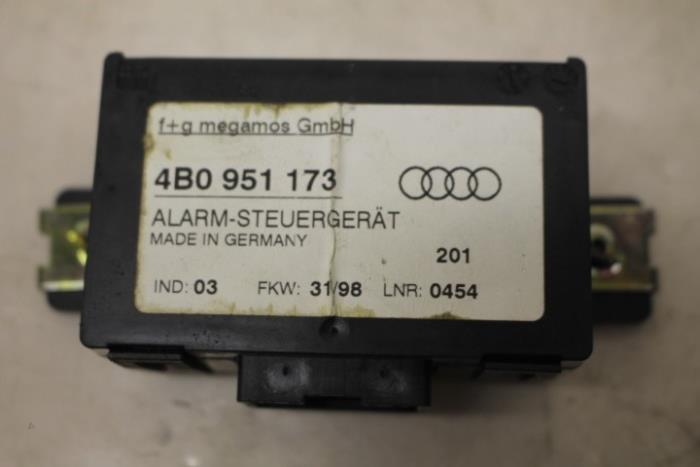 f+g megamos GmbH
4B0 951 173
ALARM-STEUERGERÄT
MADE IN GERMANY
201
IND: 03 FKW: 31/98 LNR: 0454